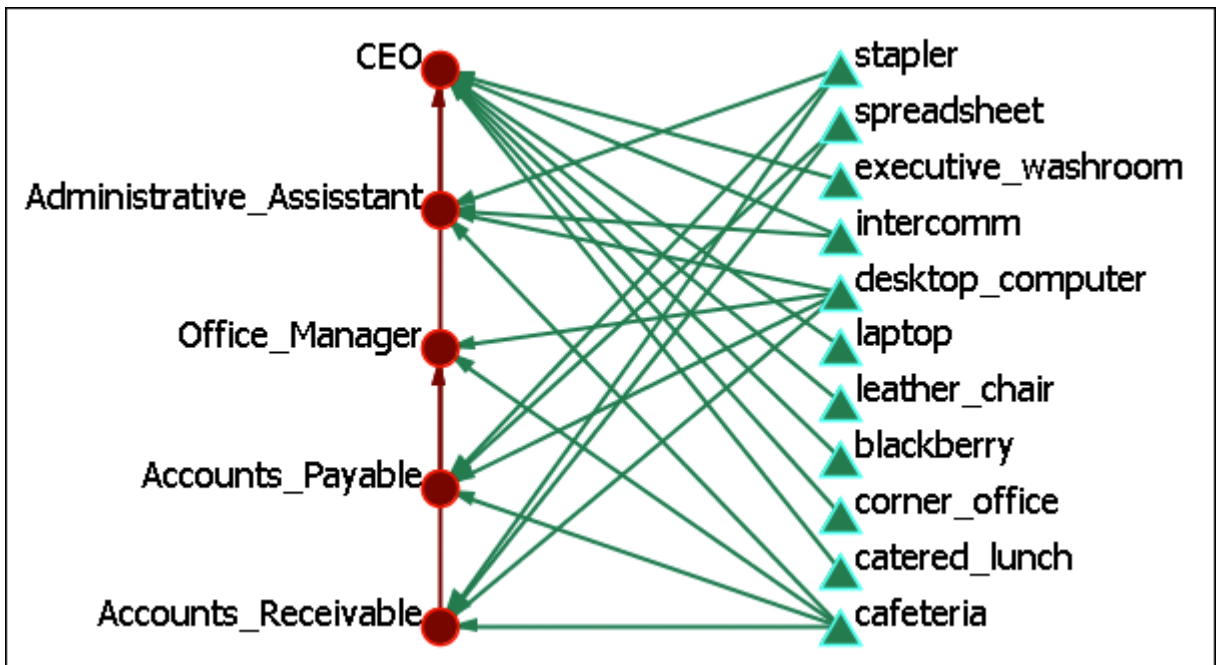 CEO
Administrative_Assisstant
Office_Manager
Accounts_Payable
Accounts_Receivable
stapler
spreadsheet
executive_washroom
intercomm
desktop_computer
laptop
leather_chair
blackberry
corner_office
catered_lunch
cafeteria